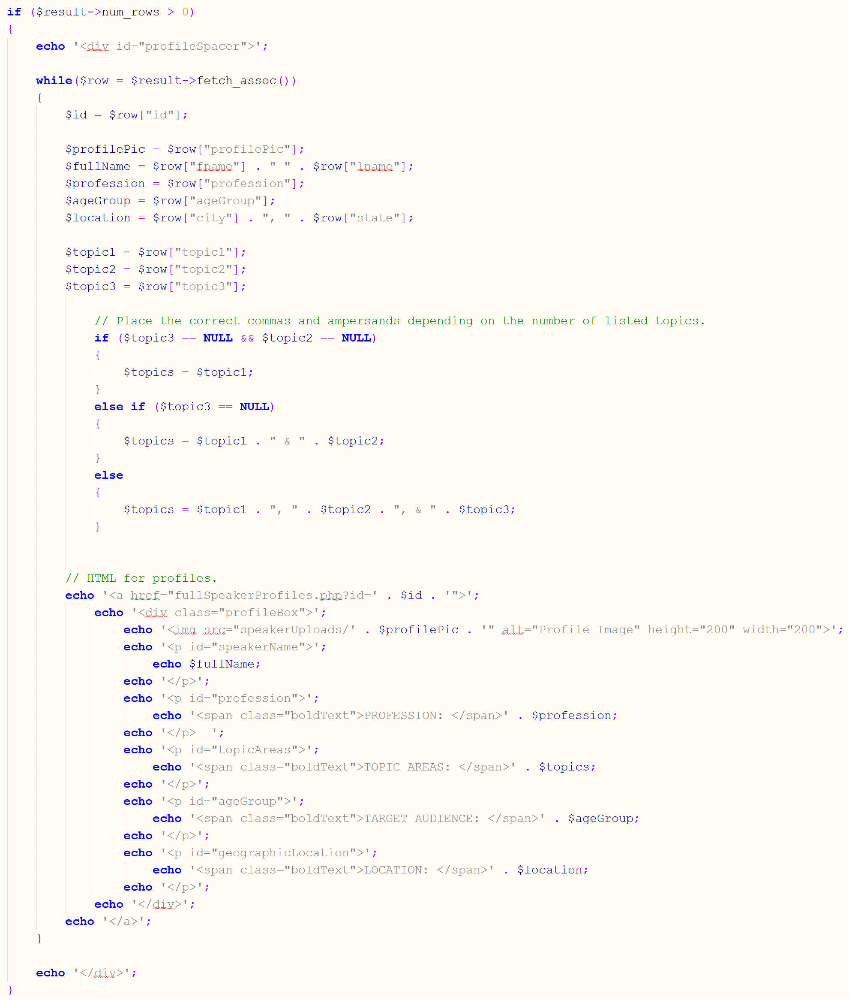 if ($result->num_rows > 0)
{
echo '<div id="profileSpacer">';
while($row = $result->fetch_assoc())
{
$id = $row["id"];
$profilePic = $row["profilePic"];
$fullName = $row["fname"] . " " . $row["lname"];
$profession = $row["profession"];
$ageGroup = $row["ageGroup"];
$location = $row["city"] . ", " . $row["state"];
$topic1 = $row["topic1"];
$topic2 = $row["topic2"];
$topic3 = $row["topic3"];
// Place the correct commas and ampersands depending on the number of listed topics.
if ($topic3 == NULL && $topic2 == NULL)
{
$topics = $topic1;
}
else if ($topic3 == NULL)
{
$topics = $topic1 . " & " . $topic2;
}
else
{
$topics = $topic1 . ", " . $topic2 . ", & " . $topic3;
}
// HTML for profiles.
echo '<a href="fullSpeakerProfiles.php?id=' . $id . '">';
echo '<div class="profileBox">';
echo '<img src="speakerUploads/' . $profilePic . '" alt="Profile Image" height="200" width="200">';
echo '<p id="speakerName">';
echo $fullName;
echo '</p>';
echo '<p id="profession">';
echo '<span class="boldText">PROFESSION: </span>' . $profession;
echo '</p>  ';
echo '<p id="topicAreas">';
echo '<span class="boldText">TOPIC AREAS: </span>' . $topics;
echo '</p>';
echo '<p id="ageGroup">';
echo '<span class="boldText">TARGET AUDIENCE: </span>' . $ageGroup;
echo '</p>';
echo '<p id="geographicLocation">';
echo '<span class="boldText">LOCATION: </span>' . $location;
echo '</p>';
echo '</div>';
echo '</a>';
}
echo '</div>';
}